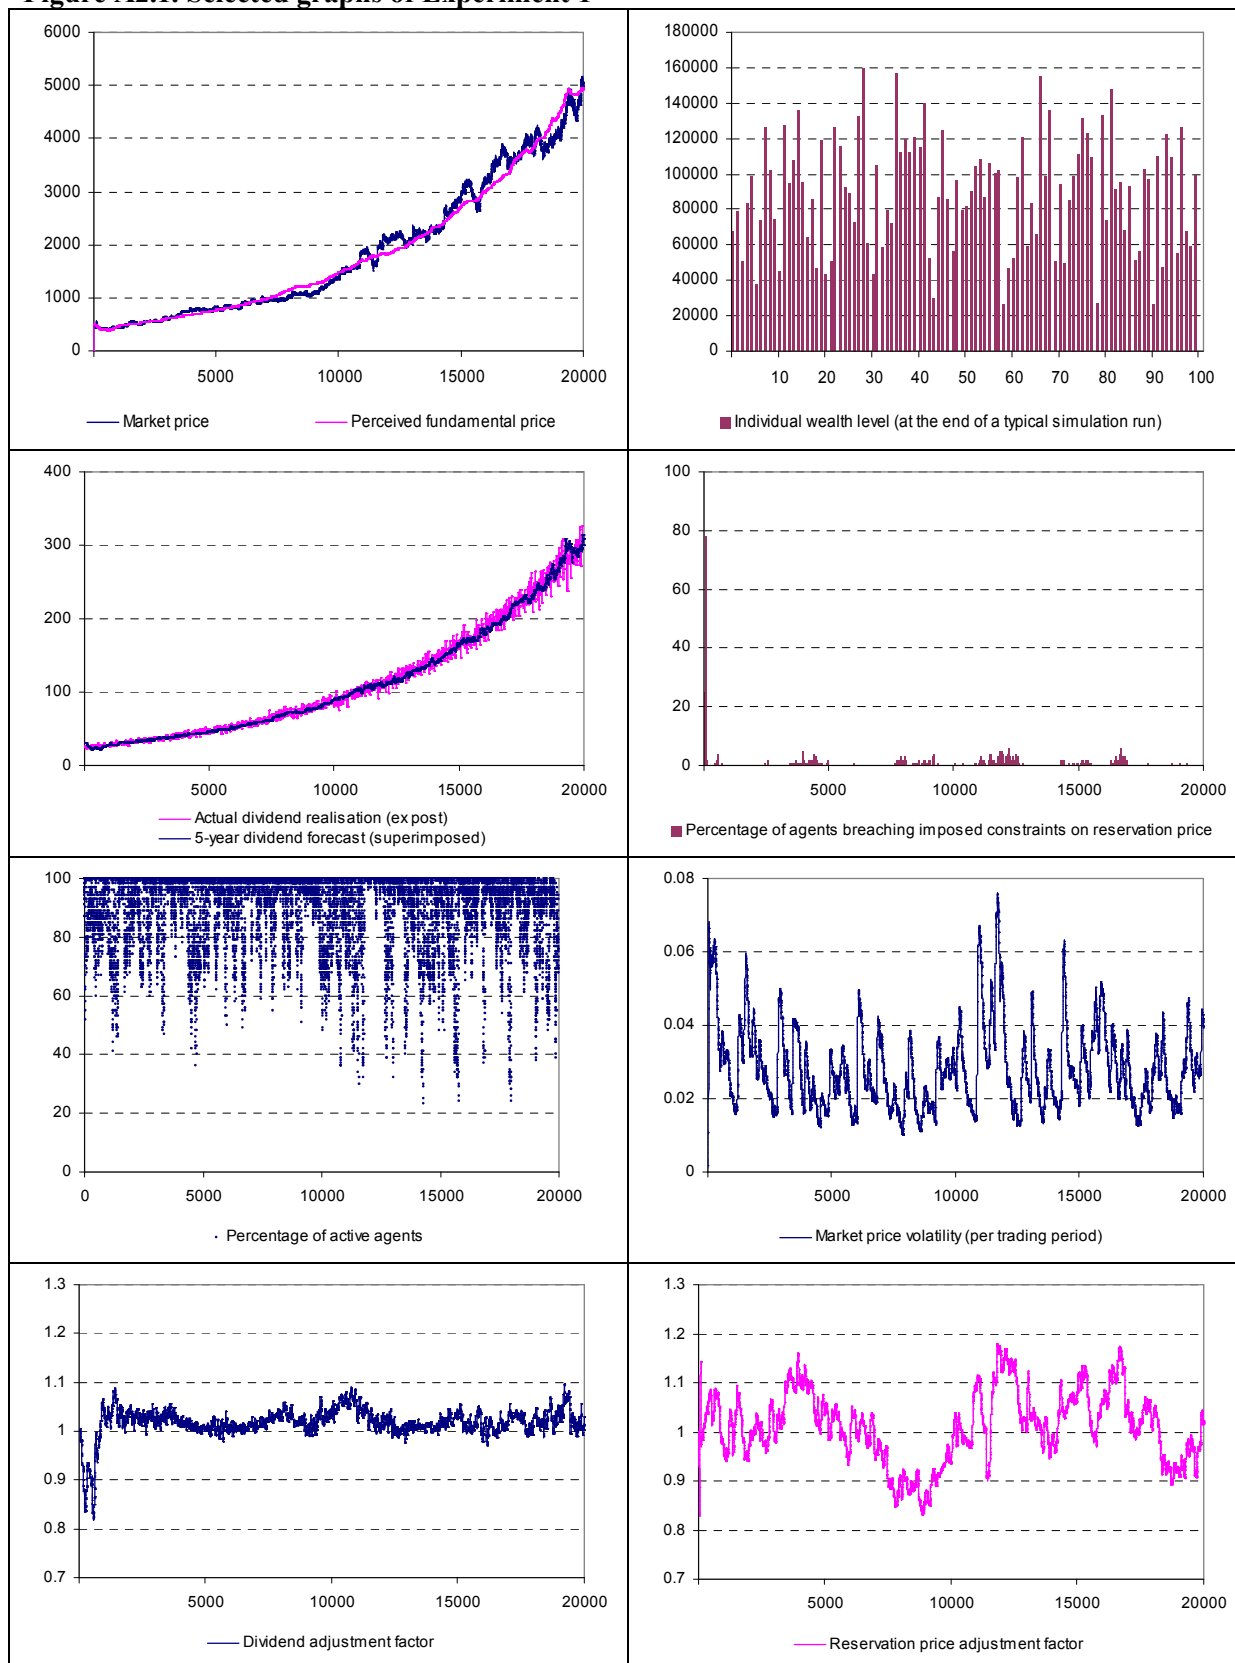 Figure A2.1. Selected graphs of Experiment 1
6000
5000
4000
3000
2000
1000
0
5000 10000 15000 20000
Market price Perceived fundamental price
180000
160000
140000
120000
100000
80000
60000
40000
20000
0
10 20 30 40 50 60 70 80 90 100
Individual wealth level (at the end of a typical simulation run)
400
300
200
100
0
5000 10000 15000 20000
Actual dividend realisation (ex post)
5-year dividend forecast (superimposed)
100
80
60
40
20
0
5000 10000 15000 20000
Percentage of agents breaching imposed constraints on reservation price
100
80
60
40
20
0
0 5000 10000 15000 20000
Percentage of active agents
0.08
0.06
0.04
0.02
0
5000 10000 15000 20000
Market price volatility (per trading period)
1.3
1.2
1.1
1
0.9
0.8
0.7
5000 10000 15000 20000
Dividend adjustment factor
1.3
1.2
1.1
1
0.9
0.8
0.7
5000 10000 15000 20000
Reservation price adjustment factor